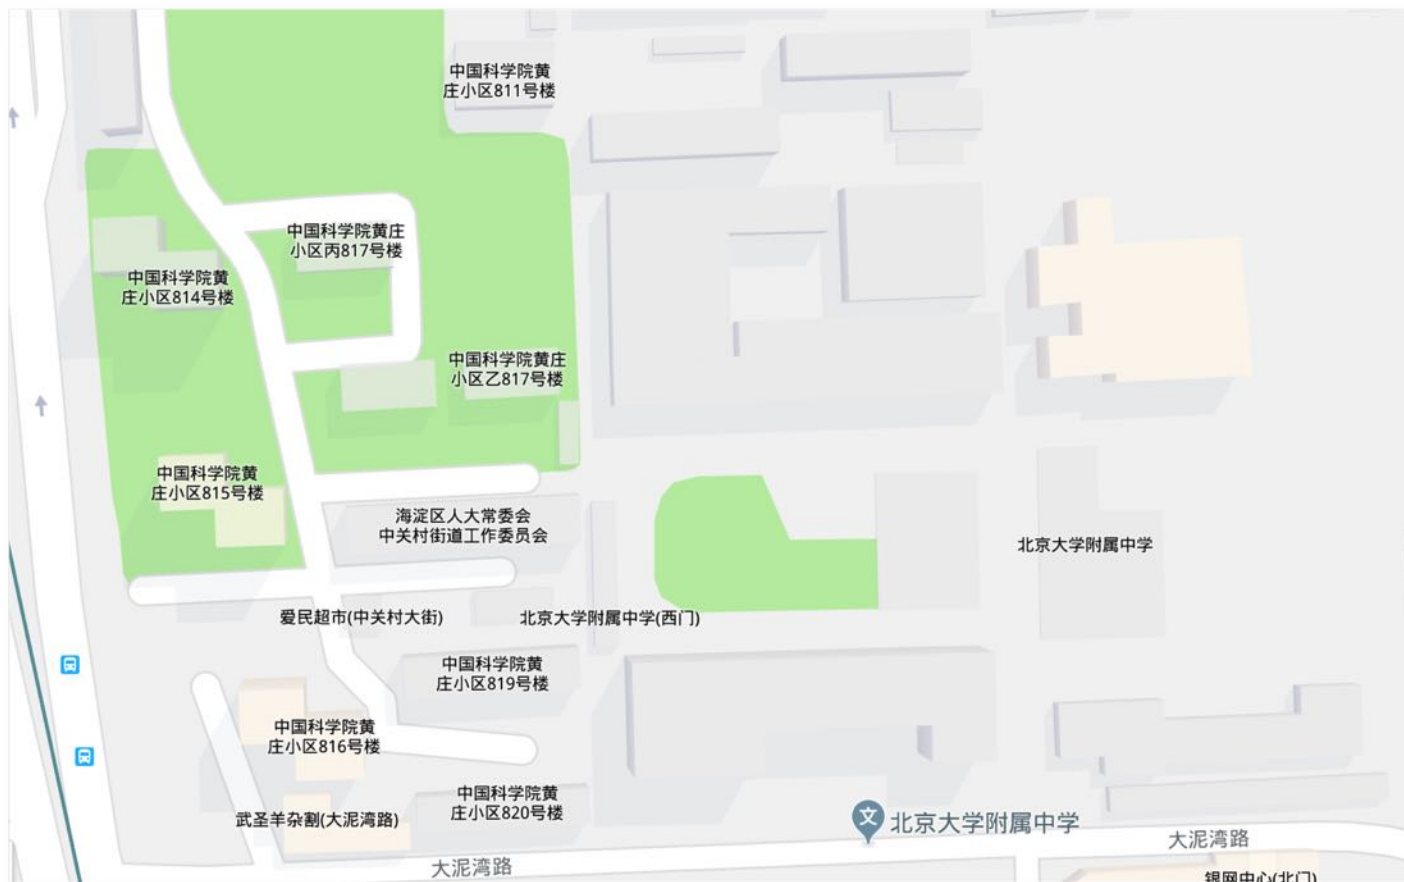 中国科学院黄
庄小区811号楼
中国科学院黄庄
小区丙817号楼
中国科学院黄
庄小区814号楼
中国科学院黄庄
小区乙817号楼
中国科学院黄
庄小区815号楼
海淀区人大常委会
中关村街道工作委员会
北京大学附属中学
爱民超市(中关村大街)
北京大学附属中学(西门)
中国科学院黄
庄小区819号楼
中国科学院黄
庄小区816号楼
中国科学院黄
庄小区820号楼
武圣羊杂割(大泥湾路)
文
北京大学附属中学
大泥湾路
大泥湾路
银网中心(北门)